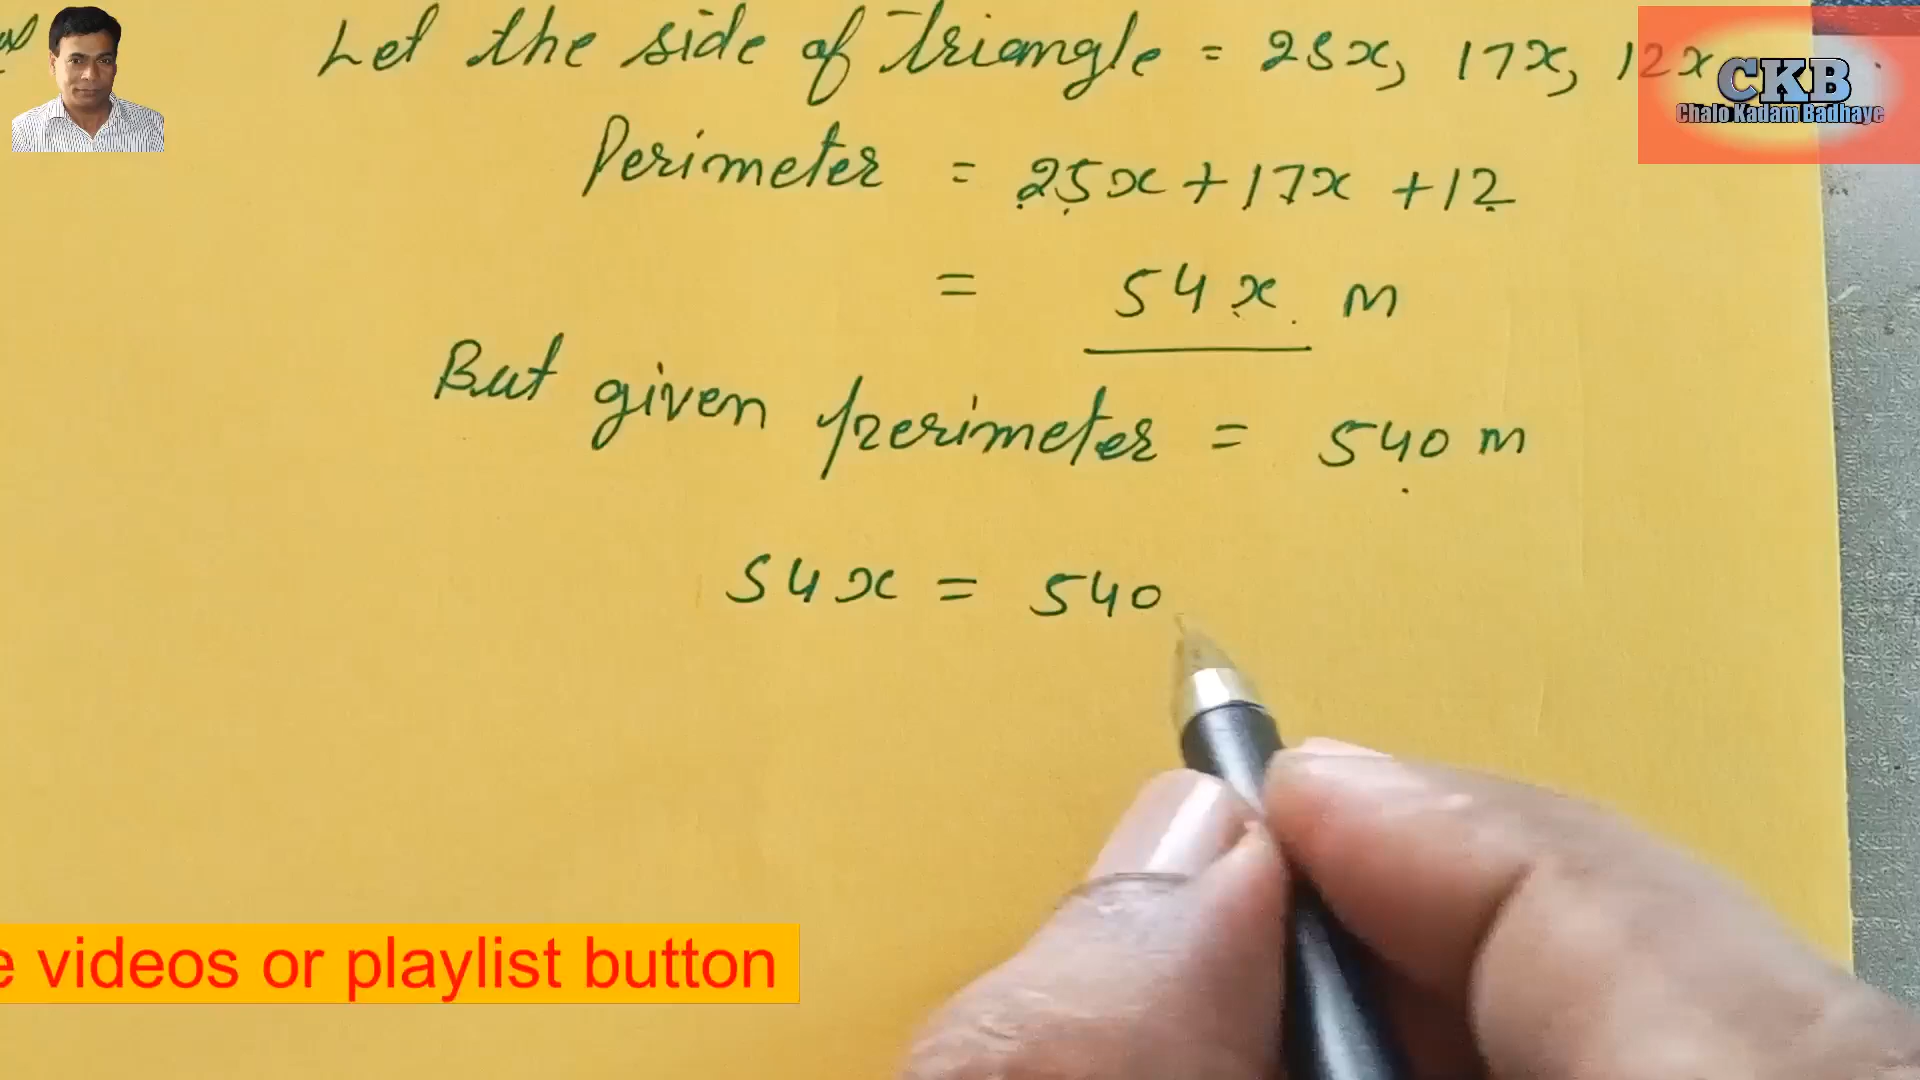 Let the side of Triangle = 25x, 17x, 12x
CKB
Chalo Kadam Badhaye
Perimeter = 25x + 17x + 12
= 54x m
But given perimeter = 540 m
54x = 540
videos or playlist button